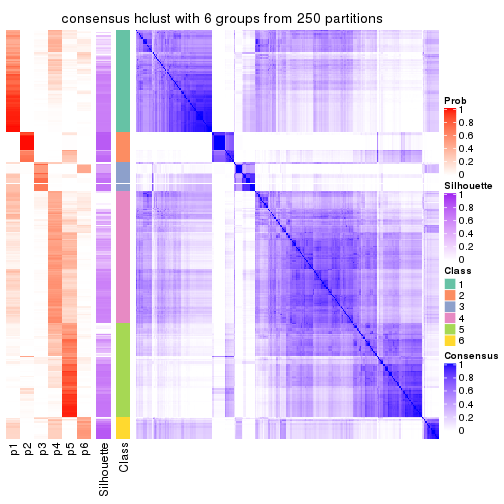 consensus hclust with 6 groups from 250 partitions
Prob
1
0.8
0.6
0.4
0.2
0
Silhouette
1
0.8
0.6
0.4
0.2
0
Class
1
2
3
4
5
6
Consensus
1
0.8
0.6
0.4
0.2
0
p1
p2
p3
p4
p5
p6
Silhouette
Class